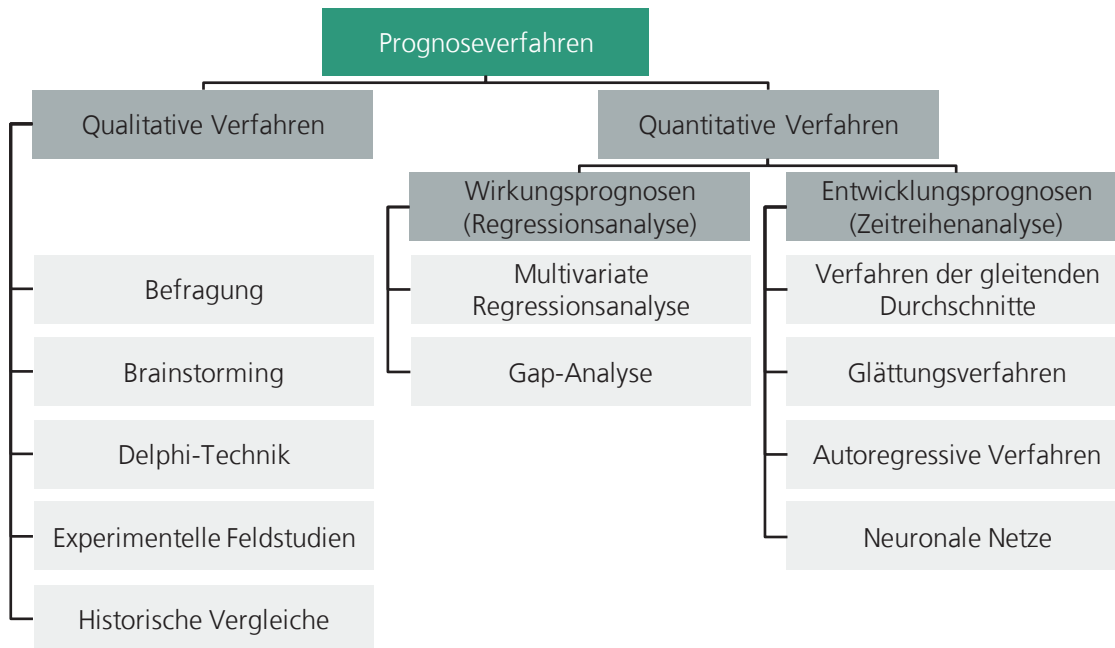 Prognoseverfahren
Qualitative Verfahren
Quantitative Verfahren
Wirkungsprognosen
(Regressionsanalyse)
Entwicklungsprognosen
(Zeitreihenanalyse)
Befragung
Multivariate
Regressionsanalyse
Verfahren der gleitenden
Durchschnitte
Brainstorming
Gap-Analyse
Glättungsverfahren
Delphi-Technik
Autoregressive Verfahren
Experimentelle Feldstudien
Neuronale Netze
Historische Vergleiche